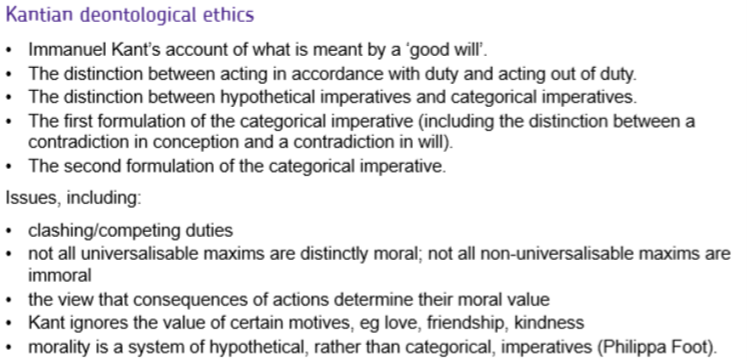 Kantian deontological ethics
• Immanuel Kant's account of what is meant by a 'good will'.
• The distinction between acting in accordance with duty and acting out of duty.
• The distinction between hypothetical imperatives and categorical imperatives.
• The first formulation of the categorical imperative (including the distinction between a
contradiction in conception and a contradiction in will).
• The second formulation of the categorical imperative.
Issues, including:
• clashing/competing duties
• not all universalisable maxims are distinctly moral; not all non-universalisable maxims are
immoral
• the view that consequences of actions determine their moral value
• Kant ignores the value of certain motives, eg love, friendship, kindness
• morality is a system of hypothetical, rather than categorical, imperatives (Philippa Foot).